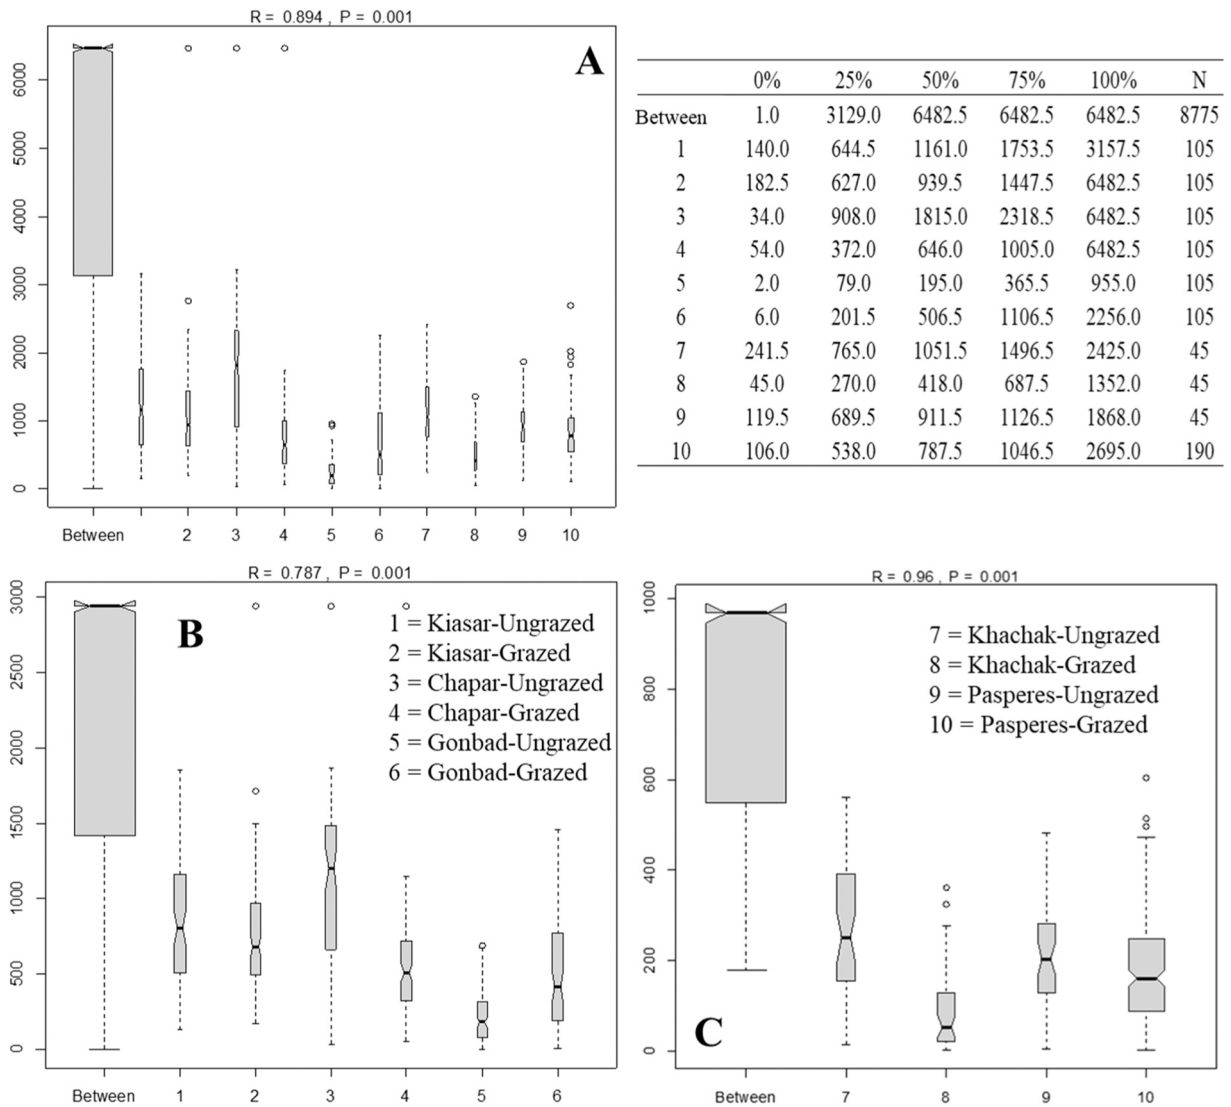 R = 0.894 , P = 0.001
A
6000
5000
4000
3000
2000
1000
0
Between 2 3 4 5 6 7 8 9 10
0% 25% 50% 75% 100% N
Between 1.0 3129.0 6482.5 6482.5 6482.5 8775
1 140.0 644.5 1161.0 1753.5 3157.5 105
2 182.5 627.0 939.5 1447.5 6482.5 105
3 34.0 908.0 1815.0 2318.5 6482.5 105
4 54.0 372.0 646.0 1005.0 6482.5 105
5 2.0 79.0 195.0 365.5 955.0 105
6 6.0 201.5 506.5 1106.5 2256.0 105
7 241.5 765.0 1051.5 1496.5 2425.0 45
8 45.0 270.0 418.0 687.5 1352.0 45
9 119.5 689.5 911.5 1126.5 1868.0 45
10 106.0 538.0 787.5 1046.5 2695.0 190
R = 0.787 , P = 0.001
B
1 = Kiasar-Ungrazed
2 = Kiasar-Grazed
3 = Chapar-Ungrazed
4 = Chapar-Grazed
5 = Gonbad-Ungrazed
6 = Gonbad-Grazed
3000
2500
2000
1500
1000
500
0
Between 1 2 3 4 5 6
R = 0.96 , P = 0.001
7 = Khachak-Ungrazed
8 = Khachak-Grazed
9 = Pasperes-Ungrazed
10 = Pasperes-Grazed
C
1000
800
600
400
200
0
Between 7 8 9 10